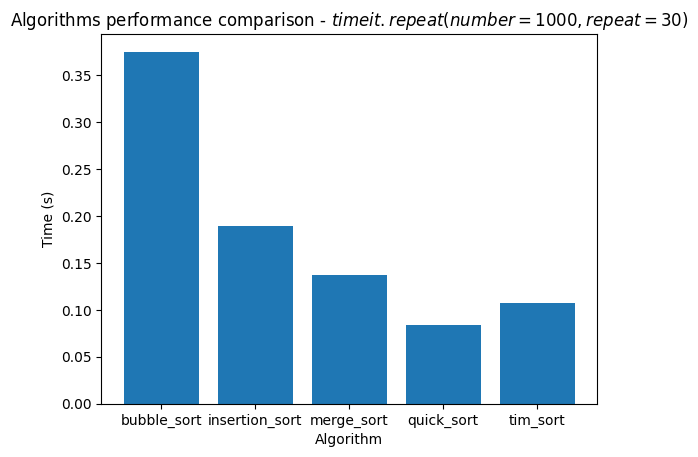 Algorithms performance comparison - timeit.repeat(number = 1000, repeat = 30)
0.35
0.30
0.25
0.20
0.15
0.10
0.05
0.00
Time (s)
bubble_sort insertion_sort merge_sort quick_sort tim_sort
Algorithm